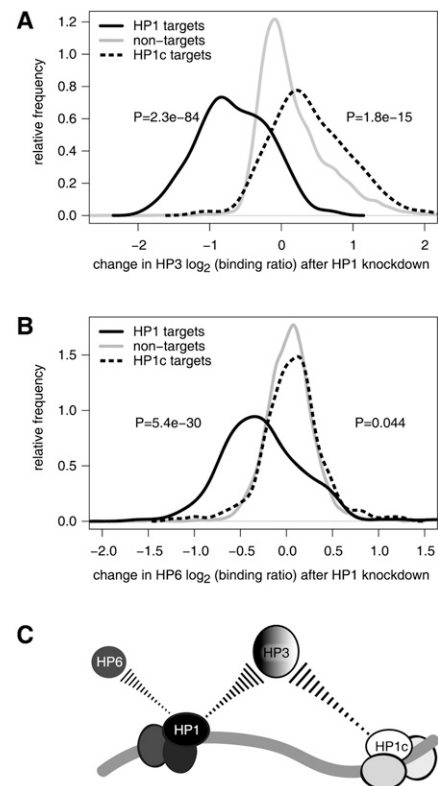 A
HP1 targets
non-targets
HP1c targets
P=2.3e-84
P=1.8e-15
relative frequency
1.2
1.0
0.8
0.6
0.4
0.2
0.0
−2 −1 0 1 2
change in HP3 log2 (binding ratio) after HP1 knockdown
B
HP1 targets
non-targets
HP1c targets
P=5.4e-30
P=0.044
relative frequency
1.5
1.0
0.5
0.0
−2.0 −1.5 −1.0 −0.5 0.0 0.5 1.0 1.5
change in HP6 log2 (binding ratio) after HP1 knockdown
C
HP6
HP3
HP1
HP1c